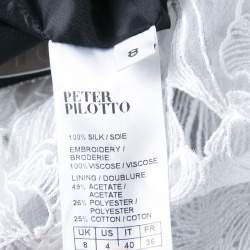 8
PETER
PILOTTO
100% SILK / SOIE
EMBROIDERY /
BRODERIE
100% VISCOSE / VISCOSE
LINING / DOUBLURE
49% ACETATE /
ACETATE
26% POLYESTER /
POLYESTER
25% COTTON / COTON
UK US IT FR
8 4 40 36